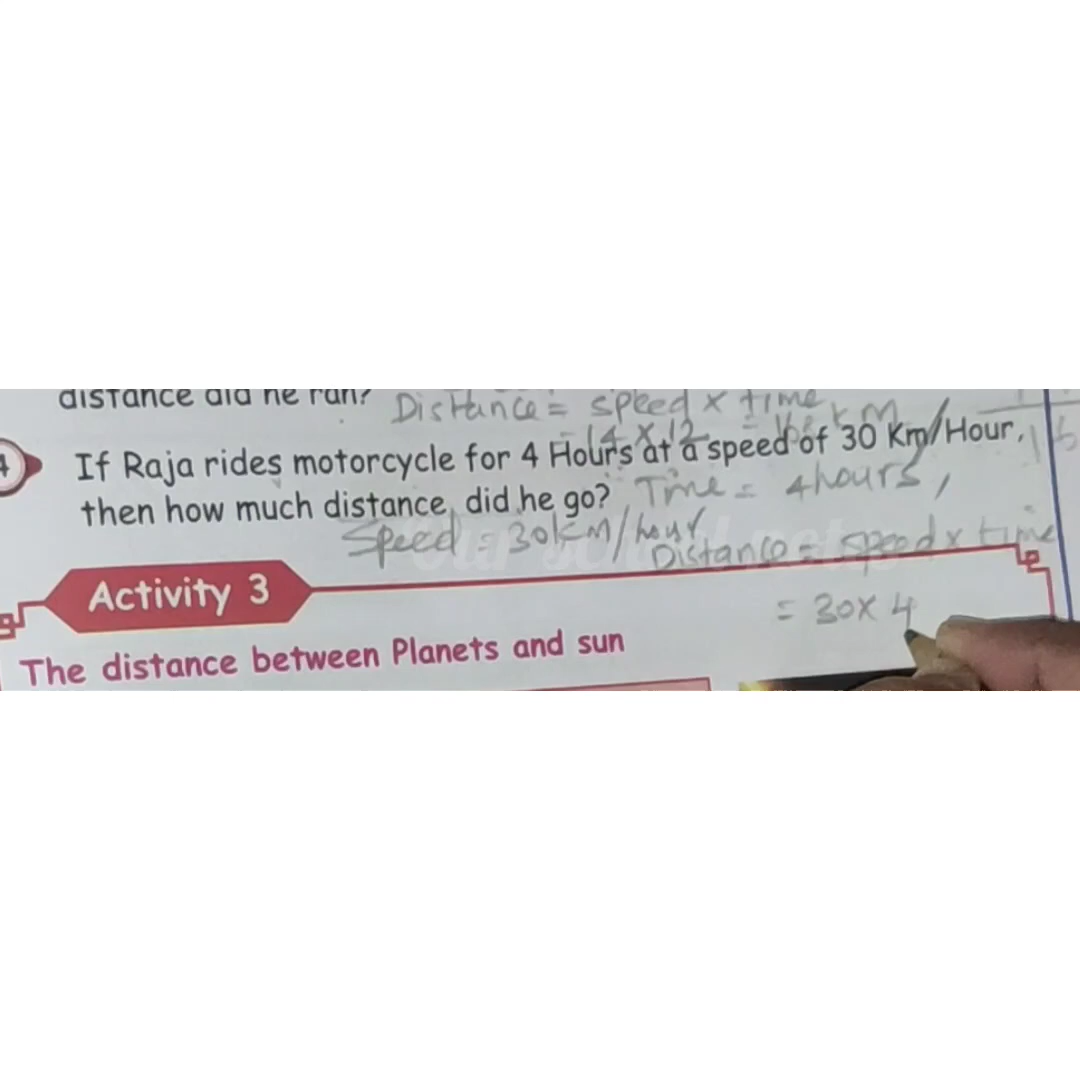 distance did he ran? Distance = speed x time
= 14 x 12 = km
4 If Raja rides motorcycle for 4 Hours at a speed of 30 Km/Hour,
then how much distance did he go? Time = 4 hours,
Speed = 30 km/hour
Distance = speed x time
Activity 3
= 30 x 4
The distance between Planets and sun